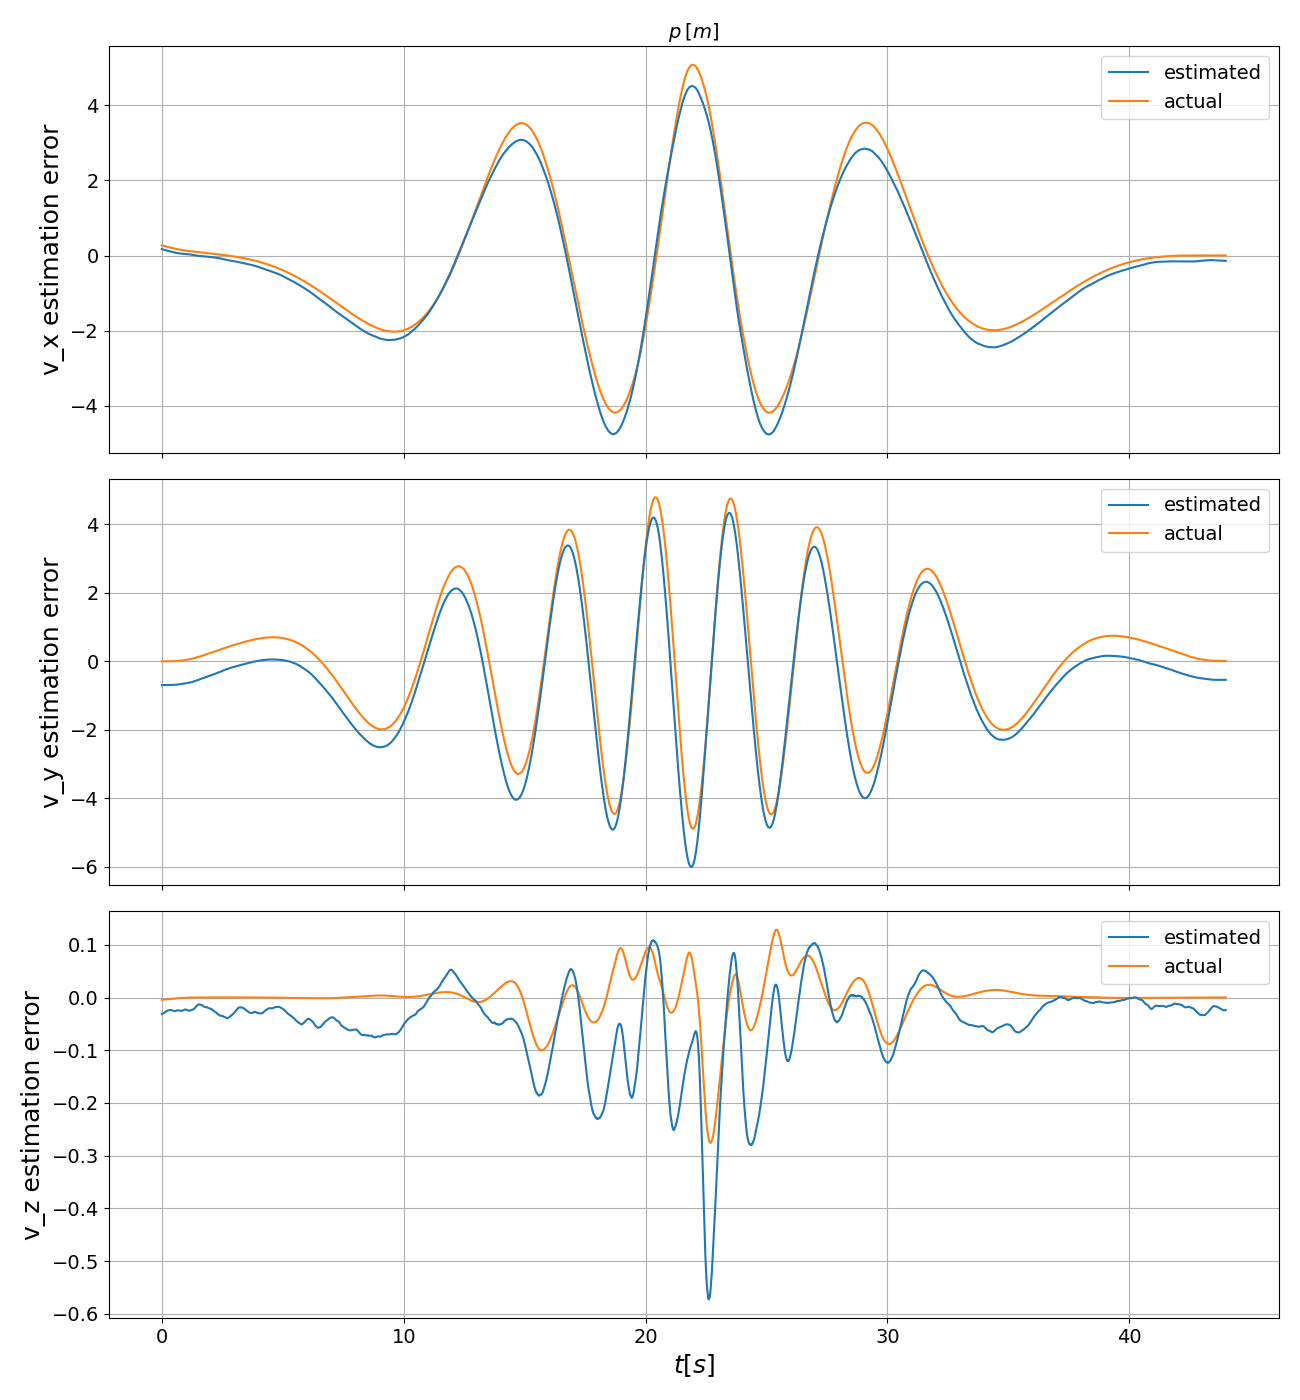 p [m]
v_x estimation error
4
2
0
−2
−4
estimated
actual
v_y estimation error
4
2
0
−2
−4
−6
estimated
actual
v_z estimation error
0.1
0.0
−0.1
−0.2
−0.3
−0.4
−0.5
−0.6
estimated
actual
0 10 20 30 40
t[s]